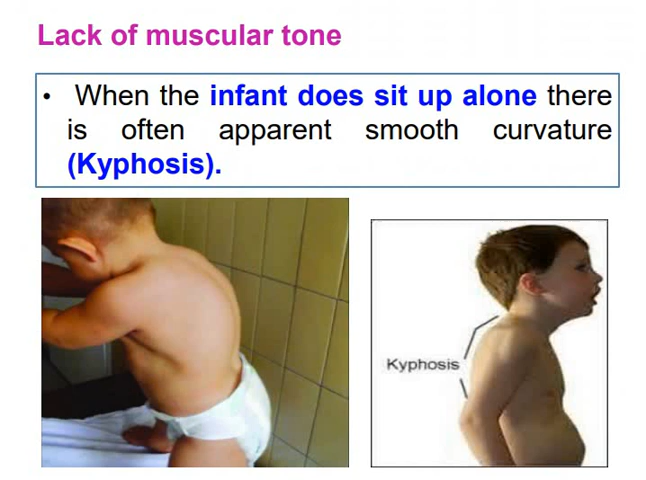 Lack of muscular tone
• When the infant does sit up alone there
is often apparent smooth curvature
(Kyphosis).
Kyphosis